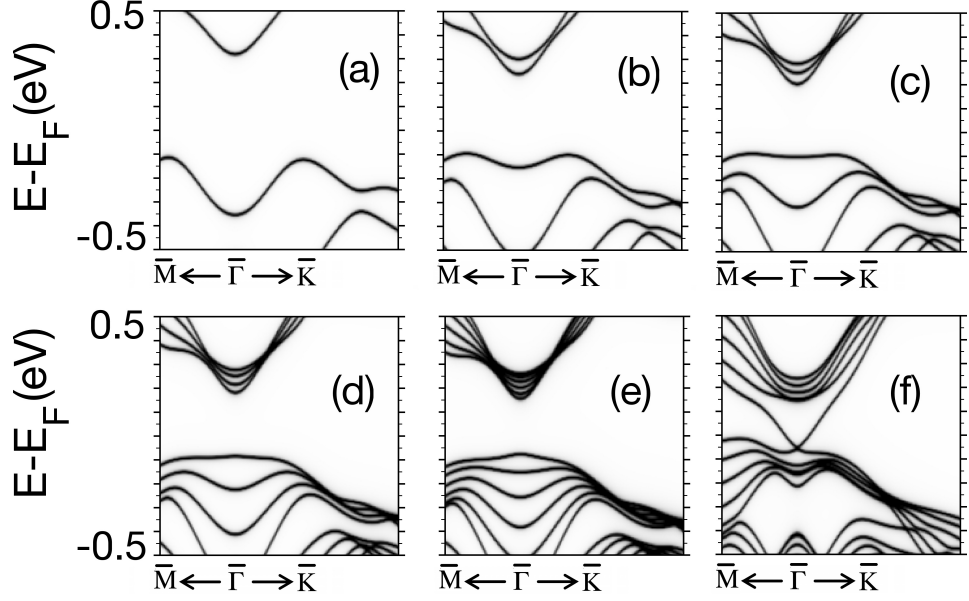 0.5
E-E_F(eV)
-0.5
(a)
(b)
(c)
M̅ ← Γ̅ → K̅
M̅ ← Γ̅ → K̅
M̅ ← Γ̅ → K̅
0.5
E-E_F(eV)
-0.5
(d)
(e)
(f)
M̅ ← Γ̅ → K̅
M̅ ← Γ̅ → K̅
M̅ ← Γ̅ → K̅